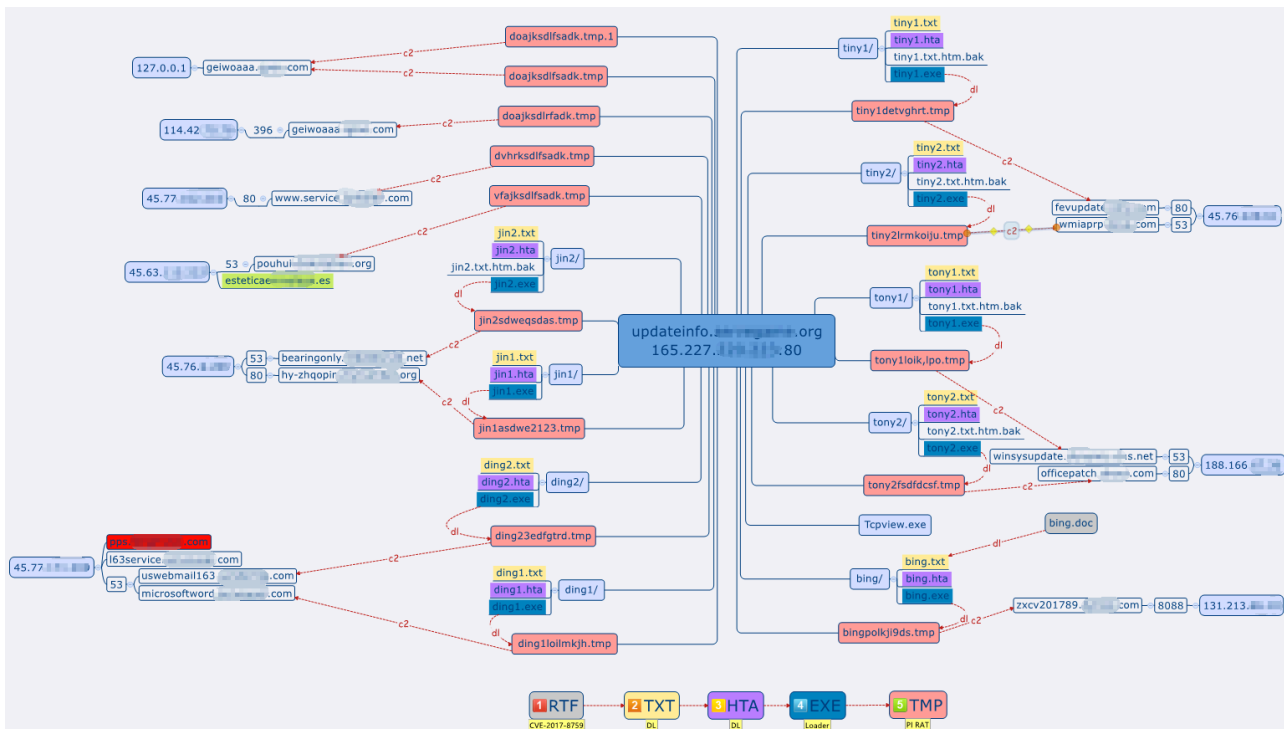 doajksdlfsadk.tmp.1
c2
127.0.0.1
geiwoaaa. com
c2
doajksdlfsadk.tmp
114.42
396
geiwoaaa com
c2
doajksdlrfadk.tmp
dvhrksdlfsadk.tmp
c2
45.77
80
www.service .com
vfajksdlfsadk.tmp
c2
45.63.
53
pouhui .org
esteticae .es
jin2.txt
jin2.hta
jin2.txt.htm.bak
jin2.exe
jin2/
dl
jin2sdweqsdas.tmp
c2
45.76.
53
bearingonly. .net
80
hy-zhqopin org
jin1.txt
jin1.hta
jin1.exe
jin1/
dl
c2
jin1asdwe2123.tmp
ding2.txt
ding2.hta
ding2.exe
ding2/
dl
ding23edfgtrd.tmp
c2
45.77
pps. .com
l63service. com
53
uswebmail163 .com
microsoftword .com
ding1.txt
ding1.hta
ding1.exe
ding1/
dl
c2
ding1loilmkjh.tmp
updateinfo. .org
165.227. .80
tiny1/
tiny1.txt
tiny1.hta
tiny1.txt.htm.bak
tiny1.exe
dl
tiny1detvghrt.tmp
c2
tiny2/
tiny2.txt
tiny2.hta
tiny2.txt.htm.bak
tiny2.exe
dl
tiny2lrmkoiju.tmp
c2
fevupdate
80
wmiaprp com
53
45.76
tony1/
tony1.txt
tony1.hta
tony1.txt.htm.bak
tony1.exe
dl
tony1loik,lpo.tmp
c2
tony2/
tony2.txt
tony2.hta
tony2.txt.htm.bak
tony2.exe
dl
tony2fsdfdcsf.tmp
c2
winsysupdate. .net
53
officepatch .com
80
188.166
Tcpview.exe
bing.doc
dl
bing/
bing.txt
bing.hta
bing.exe
dl
bingpolkji9ds.tmp
c2
zxcv201789. com
8088
131.213.
1 RTF
2 TXT
3 HTA
4 EXE
5 TMP
CVE-2017-8759
DL
DL
Loader
PI RAT